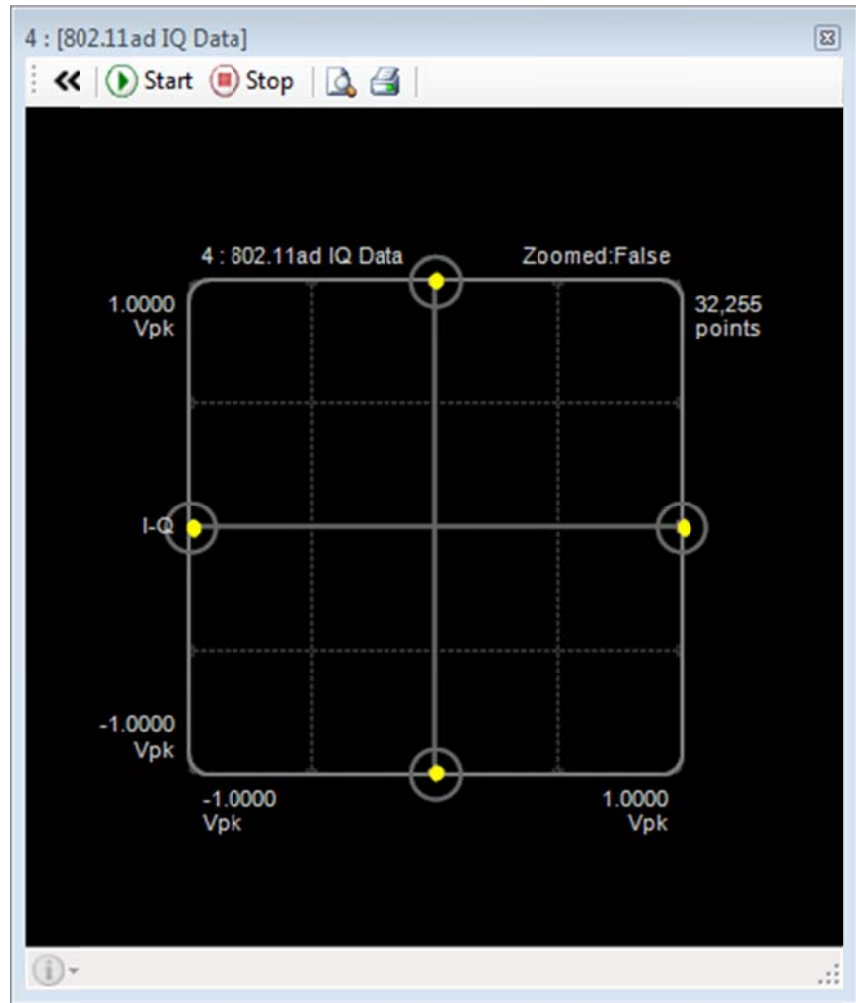 4 : [802.11ad IQ Data]
Start Stop
4 : 802.11ad IQ Data Zoomed:False
1.0000
Vpk
32,255
points
I-Q
-1.0000
Vpk
-1.0000
Vpk
1.0000
Vpk